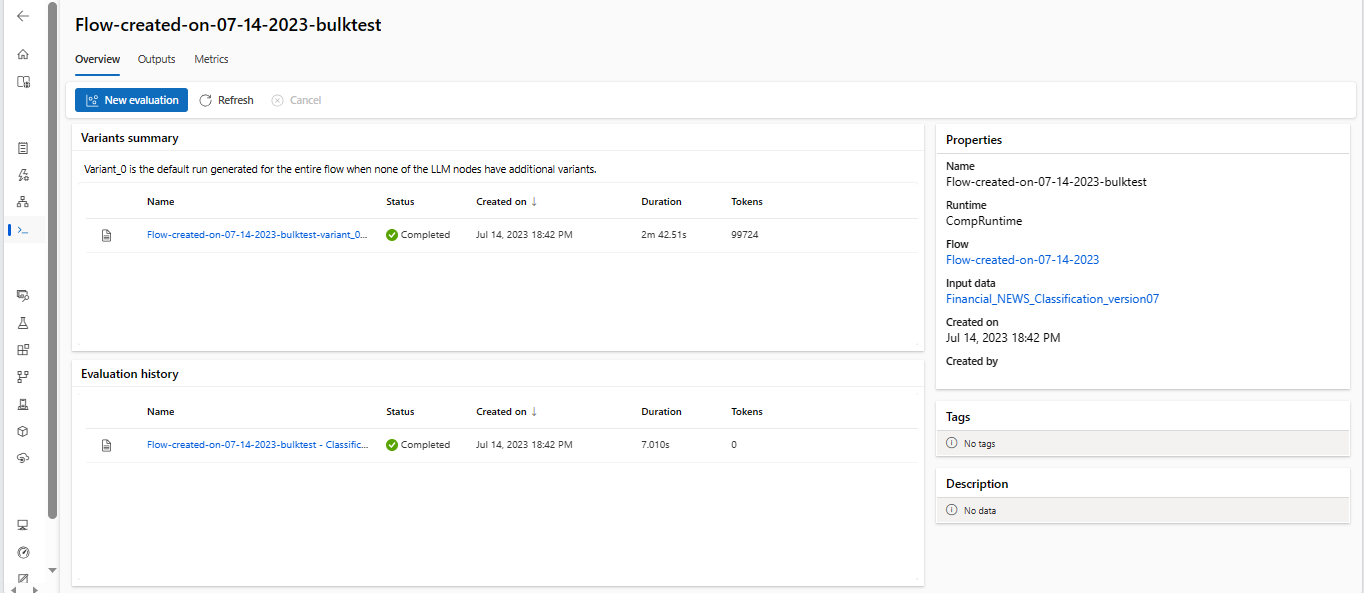 Flow-created-on-07-14-2023-bulktest
Overview Outputs Metrics
New evaluation Refresh Cancel
Variants summary
Variant_0 is the default run generated for the entire flow when none of the LLM nodes have additional variants.
Name Status Created on ↓ Duration Tokens
Flow-created-on-07-14-2023-bulktest-variant_0... Completed Jul 14, 2023 18:42 PM 2m 42.51s 99724
Evaluation history
Name Status Created on ↓ Duration Tokens
Flow-created-on-07-14-2023-bulktest - Classific... Completed Jul 14, 2023 18:42 PM 7.010s 0
Properties
Name
Flow-created-on-07-14-2023-bulktest
Runtime
CompRuntime
Flow
Flow-created-on-07-14-2023
Input data
Financial_NEWS_Classification_version07
Created on
Jul 14, 2023 18:42 PM
Created by
Tags
No tags
Description
No data